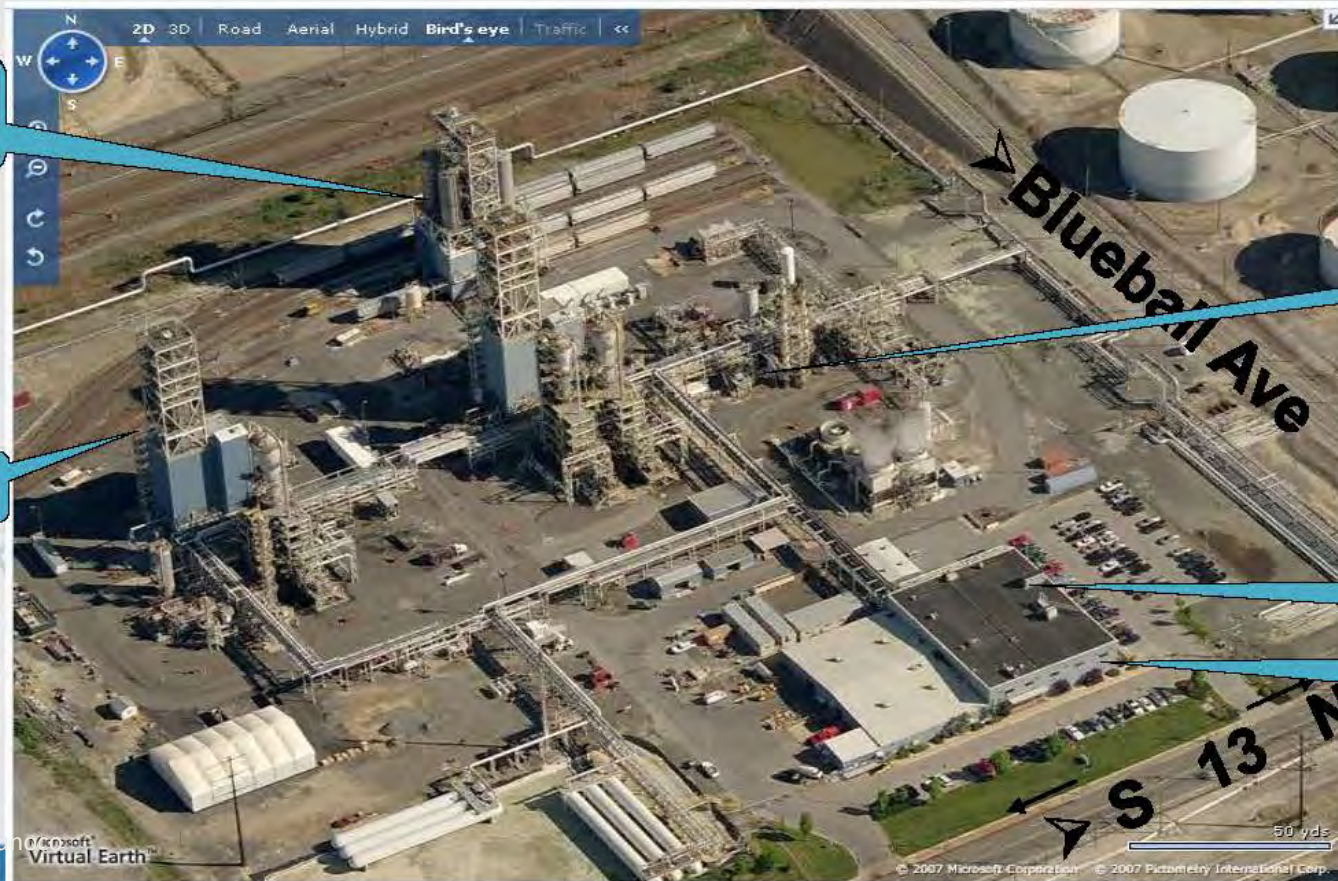 N
2D 3D Road Aerial Hybrid Bird's eye Traffic <<
W E
S
Blueball Ave
S 13 N
50 yds
Microsoft
Virtual Earth™
© 2007 Microsoft Corporation © 2007 Pictometry International Corp.